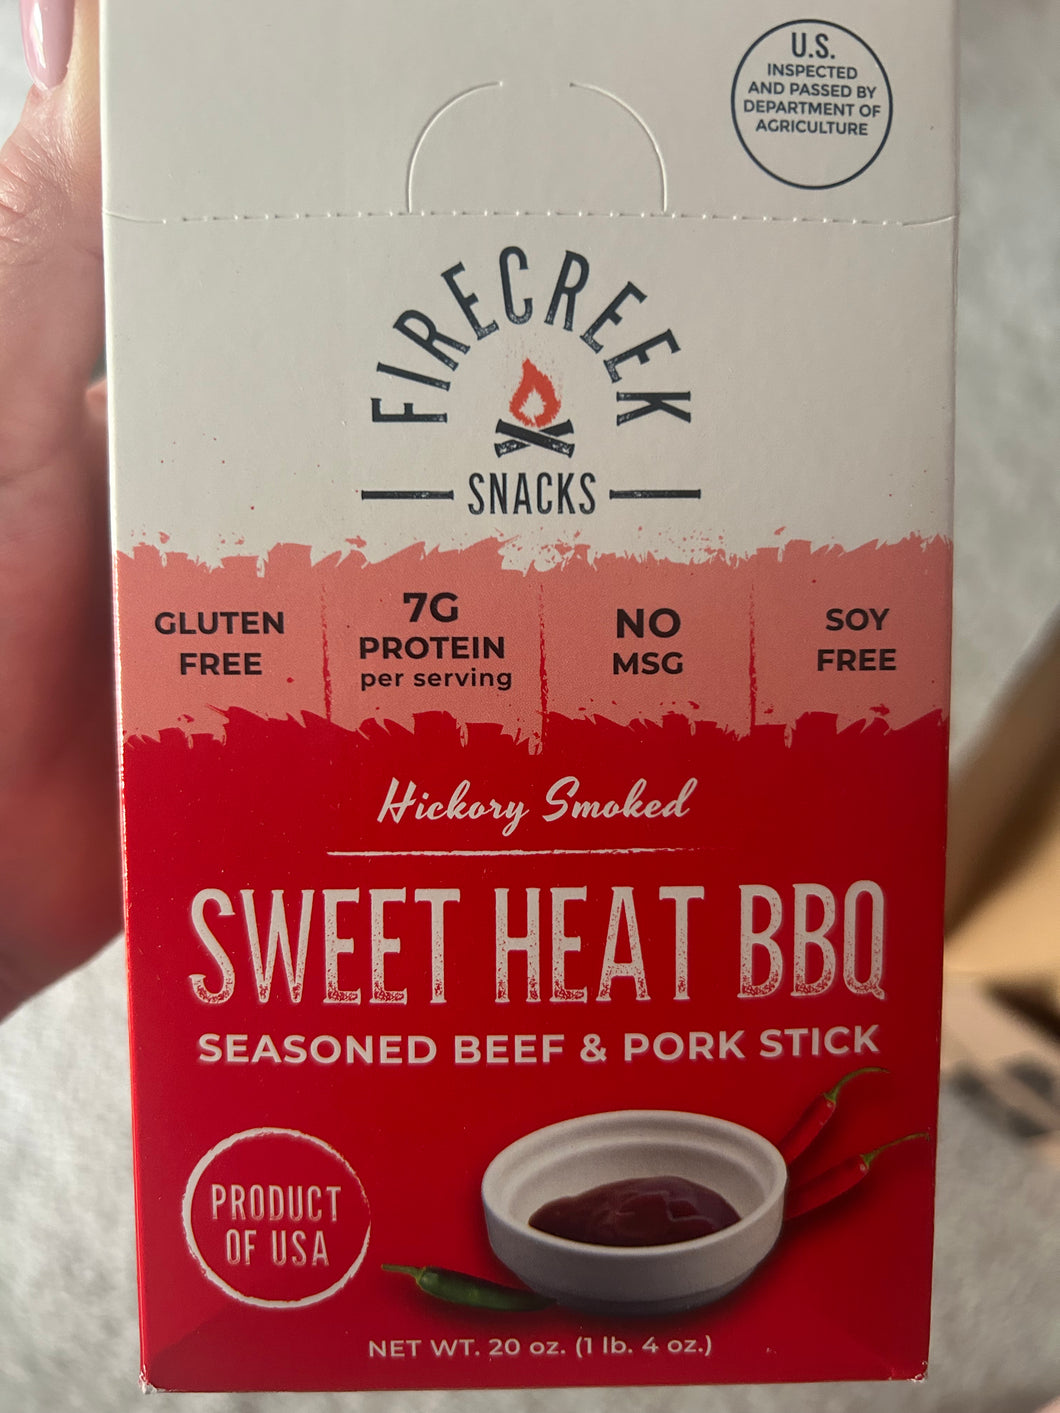 U.S.
INSPECTED
AND PASSED BY
DEPARTMENT OF
AGRICULTURE
FIRECREEK
SNACKS
GLUTEN
FREE
7G
PROTEIN
per serving
NO
MSG
SOY
FREE
Hickory Smoked
SWEET HEAT BBQ
SEASONED BEEF & PORK STICK
PRODUCT
OF USA
NET WT. 20 oz. (1 lb. 4 oz.)